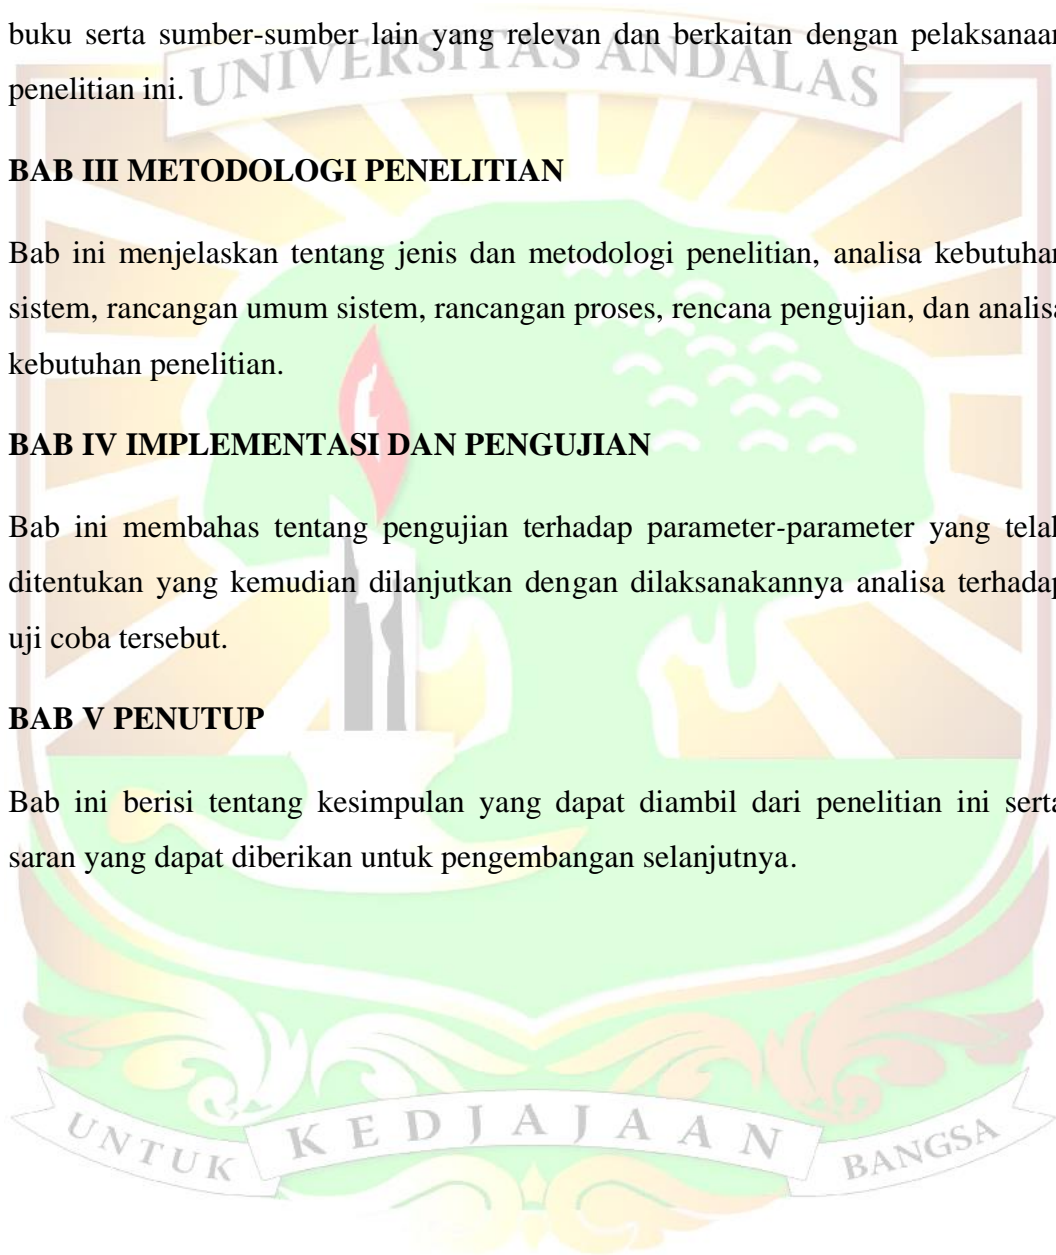 buku serta sumber-sumber lain yang relevan dan berkaitan dengan pelaksanaan
penelitian ini.
UNIVERSITAS ANDALAS
BAB III METODOLOGI PENELITIAN
Bab ini menjelaskan tentang jenis dan metodologi penelitian, analisa kebutuhan
sistem, rancangan umum sistem, rancangan proses, rencana pengujian, dan analisa
kebutuhan penelitian.
BAB IV IMPLEMENTASI DAN PENGUJIAN
Bab ini membahas tentang pengujian terhadap parameter-parameter yang telah
ditentukan yang kemudian dilanjutkan dengan dilaksanakannya analisa terhadap
uji coba tersebut.
BAB V PENUTUP
Bab ini berisi tentang kesimpulan yang dapat diambil dari penelitian ini serta
saran yang dapat diberikan untuk pengembangan selanjutnya.
UNTUK KEDJAJAAN BANGSA